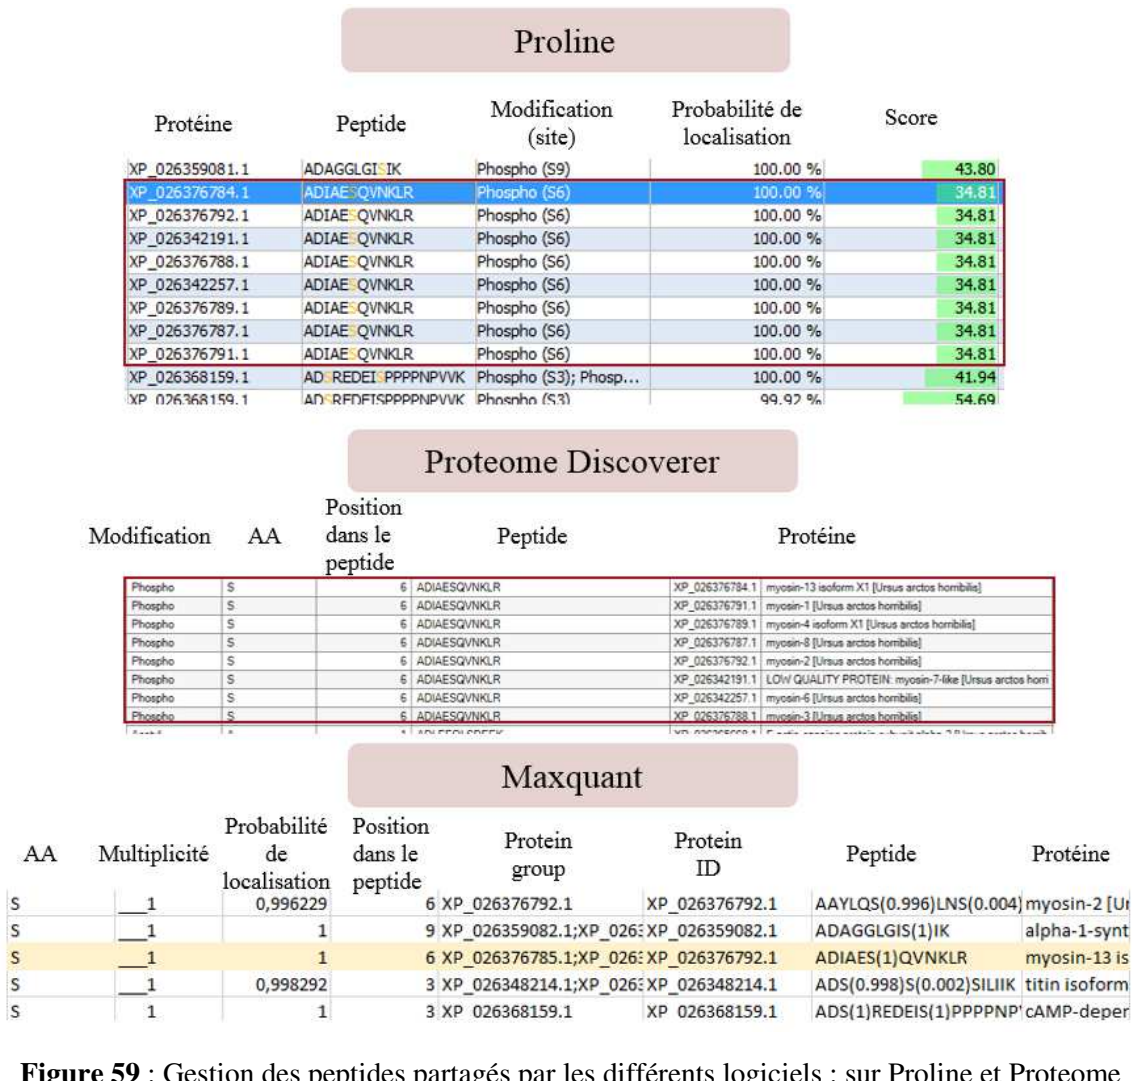 Proline
Protéine Peptide Modification (site) Probabilité de localisation Score
XP_026359081.1 ADAGGLGISIK Phospho (S9) 100.00 % 43.80
XP_026376784.1 ADIAESQVNKLR Phospho (S6) 100.00 % 34.81
XP_026376792.1 ADIAESQVNKLR Phospho (S6) 100.00 % 34.81
XP_026342191.1 ADIAESQVNKLR Phospho (S6) 100.00 % 34.81
XP_026376788.1 ADIAESQVNKLR Phospho (S6) 100.00 % 34.81
XP_026342257.1 ADIAESQVNKLR Phospho (S6) 100.00 % 34.81
XP_026376789.1 ADIAESQVNKLR Phospho (S6) 100.00 % 34.81
XP_026376787.1 ADIAESQVNKLR Phospho (S6) 100.00 % 34.81
XP_026376791.1 ADIAESQVNKLR Phospho (S6) 100.00 % 34.81
XP_026368159.1 ADSREDEISPPPPNPVVK Phospho (S3); Phosp... 100.00 % 41.94
XP_026368159.1 ADSREDEISPPPPNPVVK Phospho (S3) 99.92 % 54.69
Proteome Discoverer
Modification AA Position dans le peptide Peptide Protéine
Phospho S 6 ADIAESQVNKLR XP_026376784.1 myosin-13 isoform X1 [Ursus arctos horribilis]
Phospho S 6 ADIAESQVNKLR XP_026376791.1 myosin-1 [Ursus arctos horribilis]
Phospho S 6 ADIAESQVNKLR XP_026376789.1 myosin-4 isoform X1 [Ursus arctos horribilis]
Phospho S 6 ADIAESQVNKLR XP_026376787.1 myosin-8 [Ursus arctos horribilis]
Phospho S 6 ADIAESQVNKLR XP_026376792.1 myosin-2 [Ursus arctos horribilis]
Phospho S 6 ADIAESQVNKLR XP_026342191.1 LOW QUALITY PROTEIN: myosin-7-like [Ursus arctos horri
Phospho S 6 ADIAESQVNKLR XP_026342257.1 myosin-6 [Ursus arctos horribilis]
Phospho S 6 ADIAESQVNKLR XP_026376788.1 myosin-3 [Ursus arctos horribilis]
Maxquant
AA Multiplicité Probabilité de localisation Position dans le peptide Protein group Protein ID Peptide Protéine
S ___1 0,996229 6 XP_026376792.1 XP_026376792.1 AAYLQS(0.996)LNS(0.004) myosin-2 [Ur
S ___1 1 9 XP_026359082.1;XP_026 XP_026359082.1 ADAGGLGIS(1)IK alpha-1-synt
S ___1 1 6 XP_026376785.1;XP_026 XP_026376792.1 ADIAES(1)QVNKLR myosin-13 is
S ___1 0,998292 3 XP_026348214.1;XP_026 XP_026348214.1 ADS(0.998)S(0.002)SILIIK titin isoform
S ___1 1 3 XP_026368159.1 XP_026368159.1 ADS(1)REDEIS(1)PPPPNP cAMP-deper
Figure 59 : Gestion des peptides partagés par les différents logiciels : sur Proline et Proteome